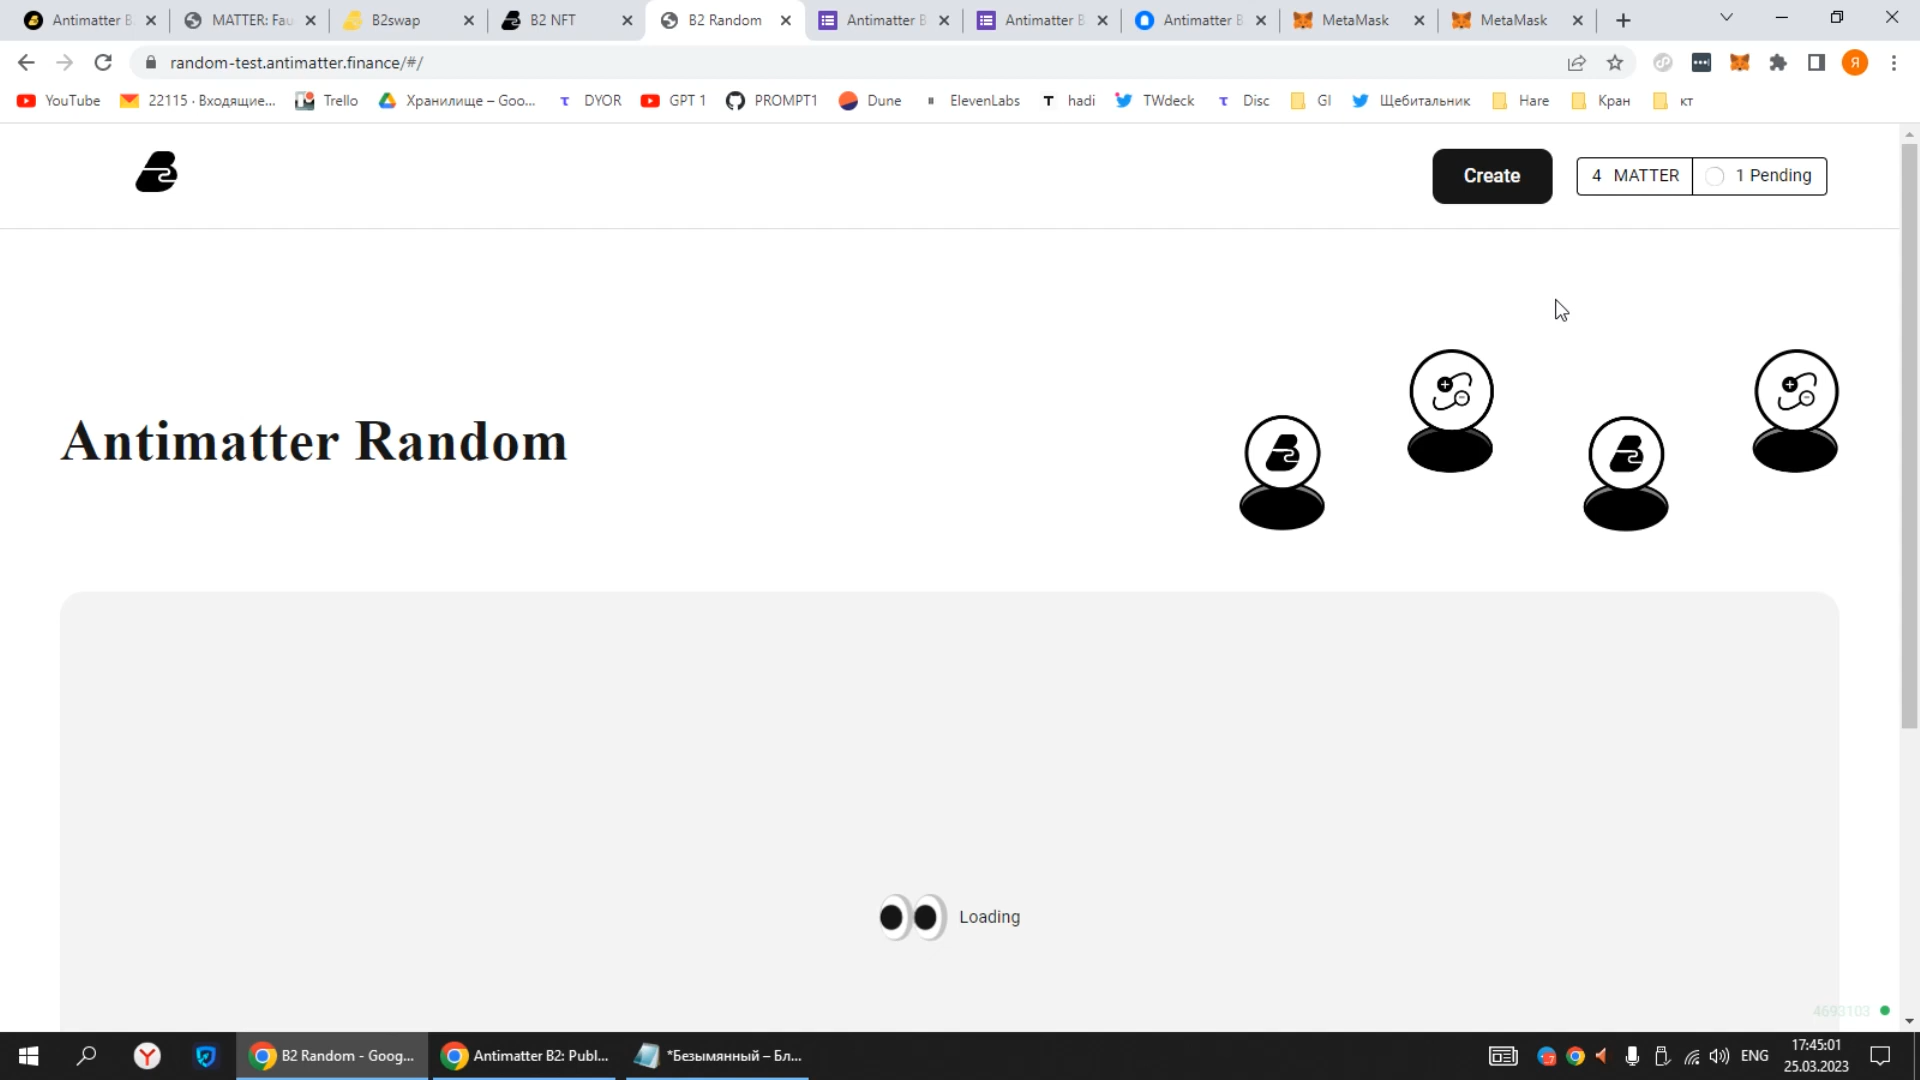 Antimatter B
MATTER: Fau
B2swap
B2 NFT
B2 Random
Antimatter B
Antimatter B
Antimatter B
MetaMask
MetaMask
random-test.antimatter.finance/#/
YouTube
22115 · Входящие...
Trello
Хранилище – Goo...
DYOR
GPT 1
PROMPT1
Dune
ElevenLabs
hadi
TWdeck
Disc
GI
Щебитальник
Hare
Кран
кт
Create
4 MATTER
1 Pending
Antimatter Random
Loading
4693103
B2 Random - Goog...
Antimatter B2: Publ...
*Безымянный – Бл...
ENG
17:45:01
25.03.2023